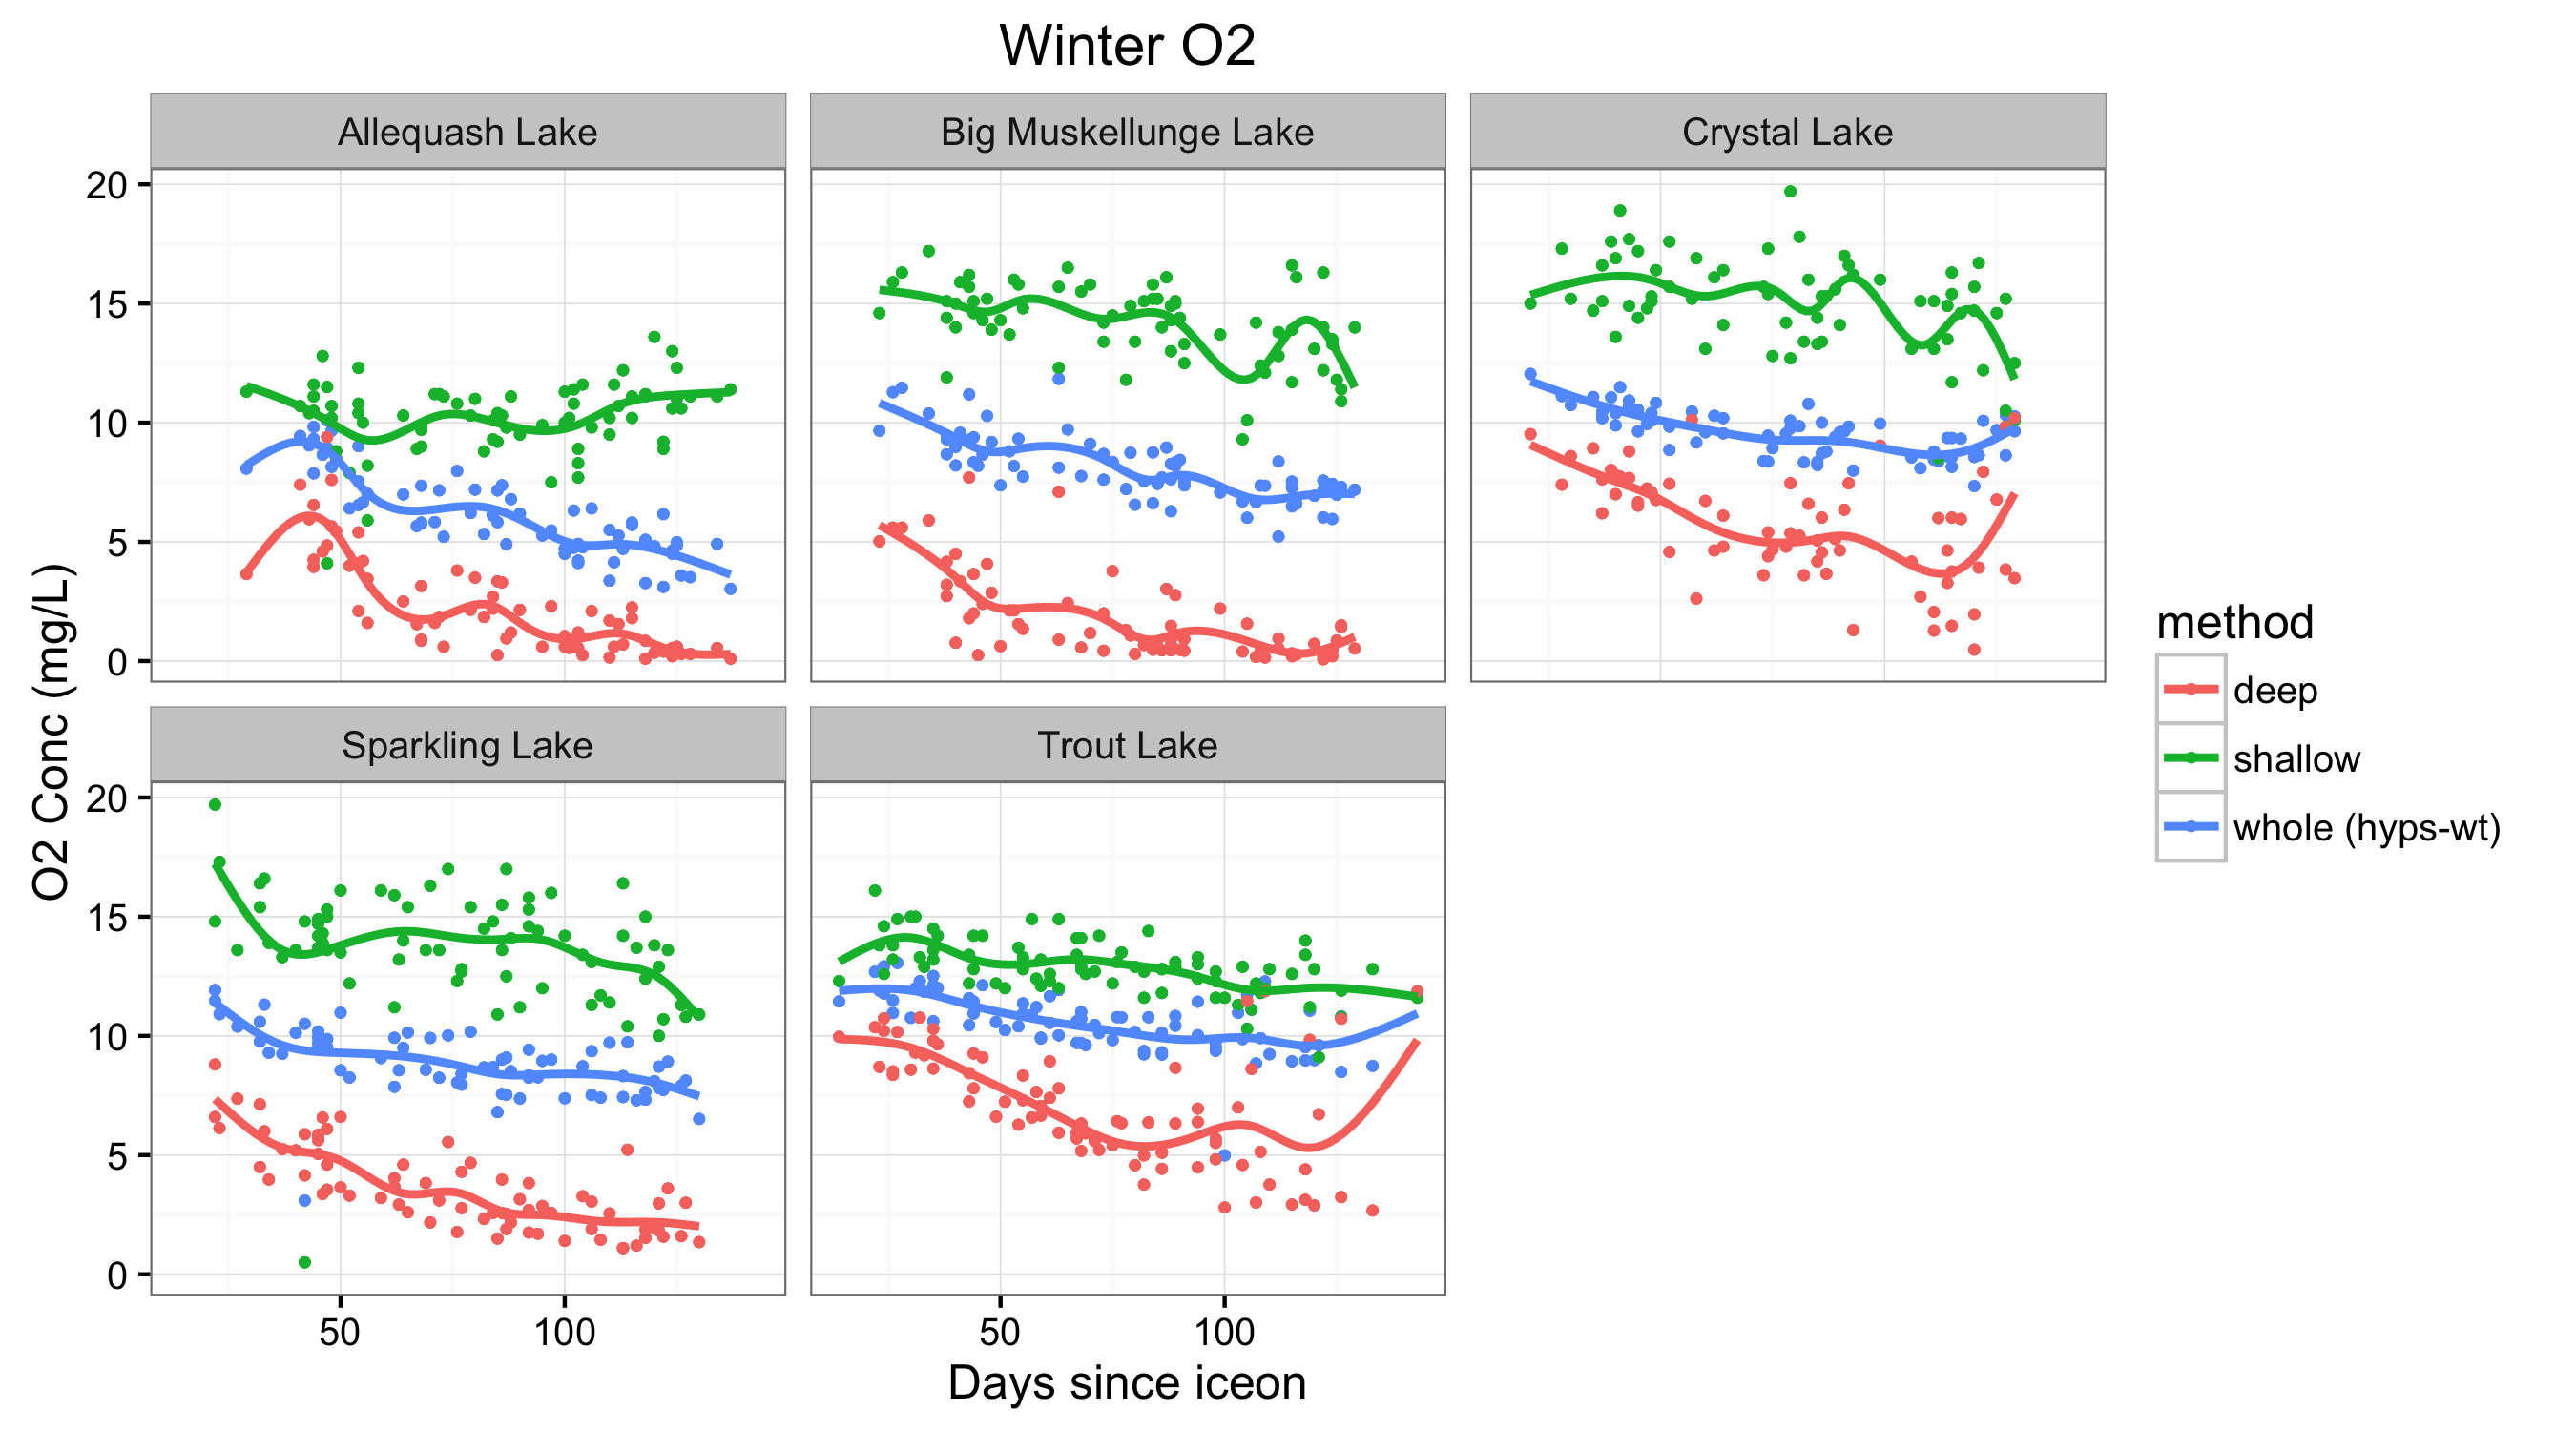 Winter O2
Allequash Lake
Big Muskellunge Lake
Crystal Lake
20
15
10
5
0
Sparkling Lake
Trout Lake
20
15
10
5
0
50
100
50
100
Days since iceon
O2 Conc (mg/L)
method
deep
shallow
whole (hyps-wt)